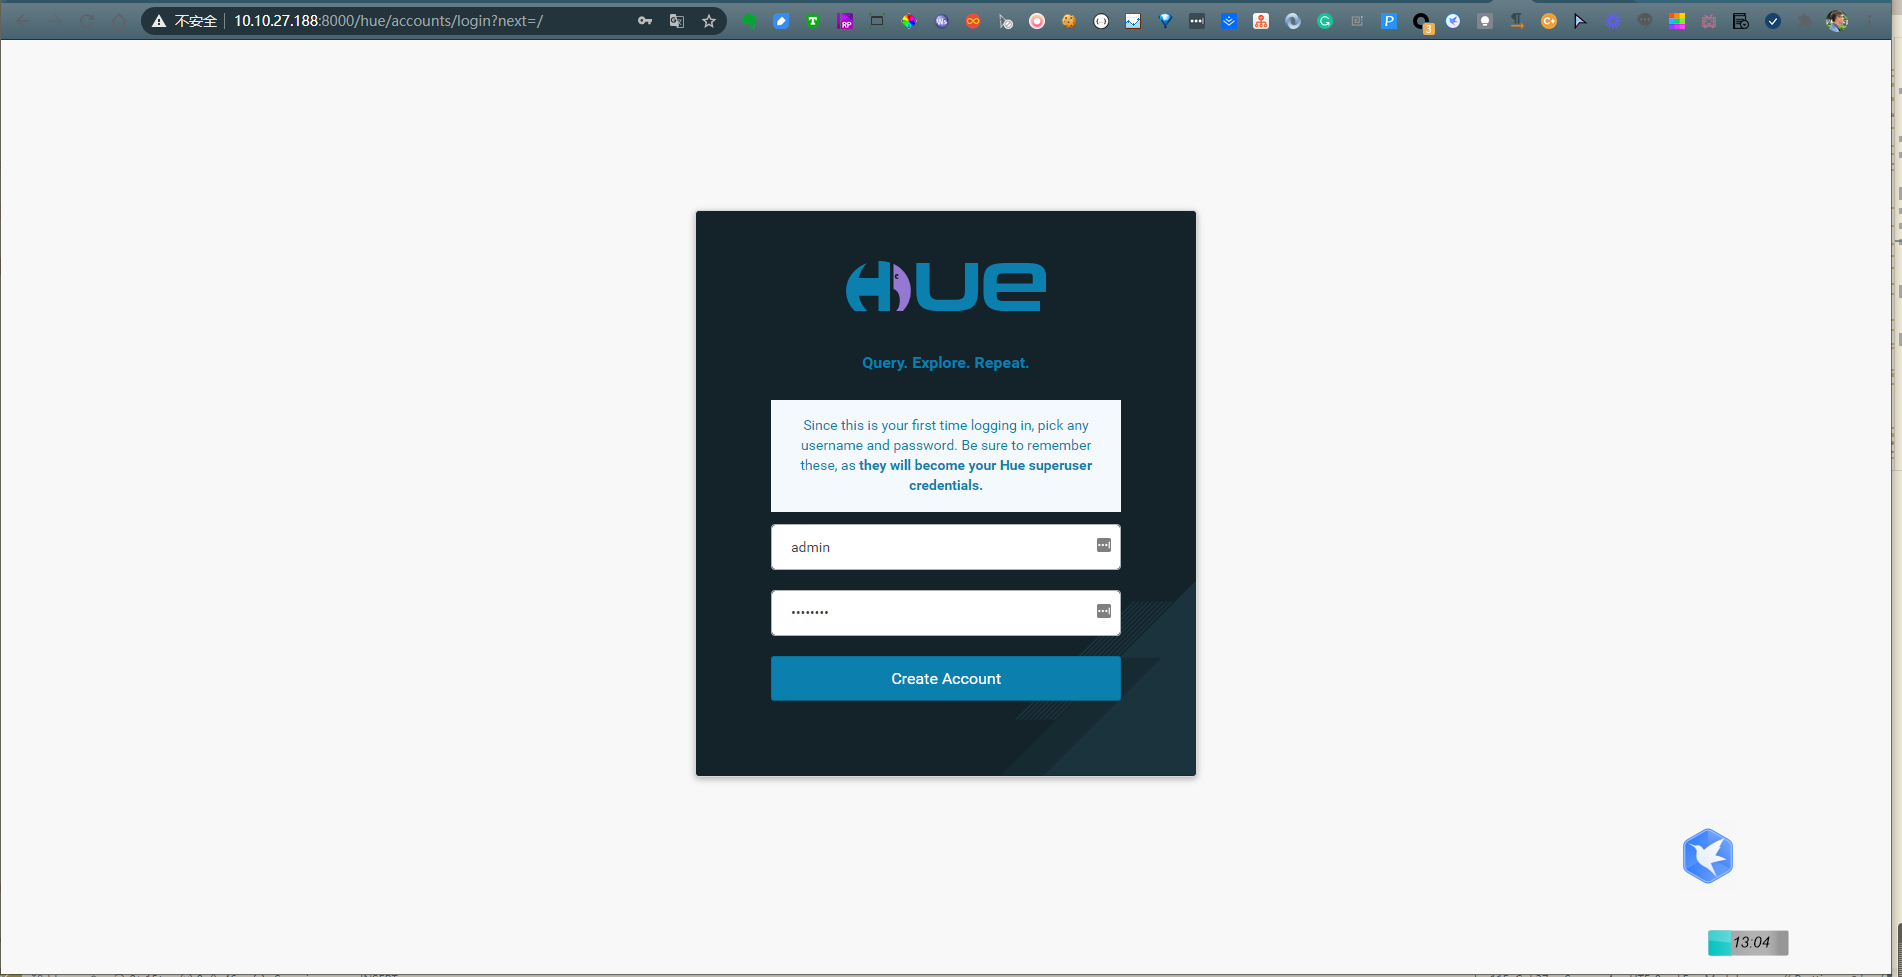 不安全 10.10.27.188:8000/hue/accounts/login?next=/
HUE
Query. Explore. Repeat.
Since this is your first time logging in, pick any
username and password. Be sure to remember
these, as they will become your Hue superuser
credentials.
admin
••••••••
Create Account
13:04